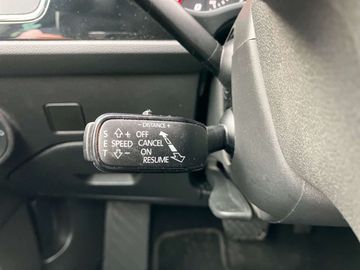 - DISTANCE +
S ⇧+ OFF
E SPEED CANCEL
T ⇩- ON
RESUME